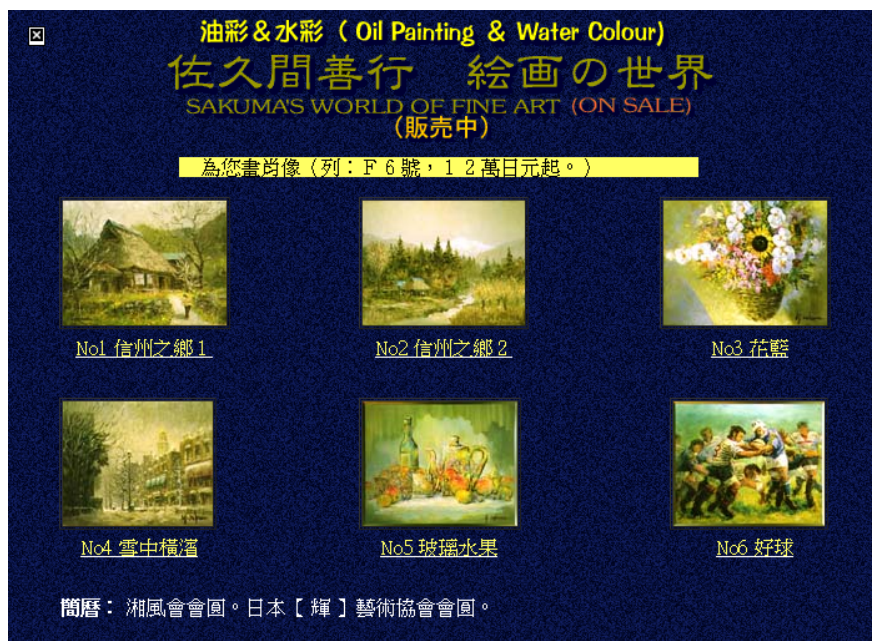 油彩＆水彩（ Oil Painting ＆ Water Colour)
佐久間善行　絵画の世界
SAKUMA'S WORLD OF FINE ART (ON SALE)
（販売中）
為您畫肖像（列：Ｆ６號，１２萬日元起。）
No1 信州之鄉１
No2 信州之鄉２
No3 花籃
No4 雪中橫濱
No5 玻璃水果
No6 好球
簡歷： 湘風會會圓。日本【 輝 】藝術協會會圓。